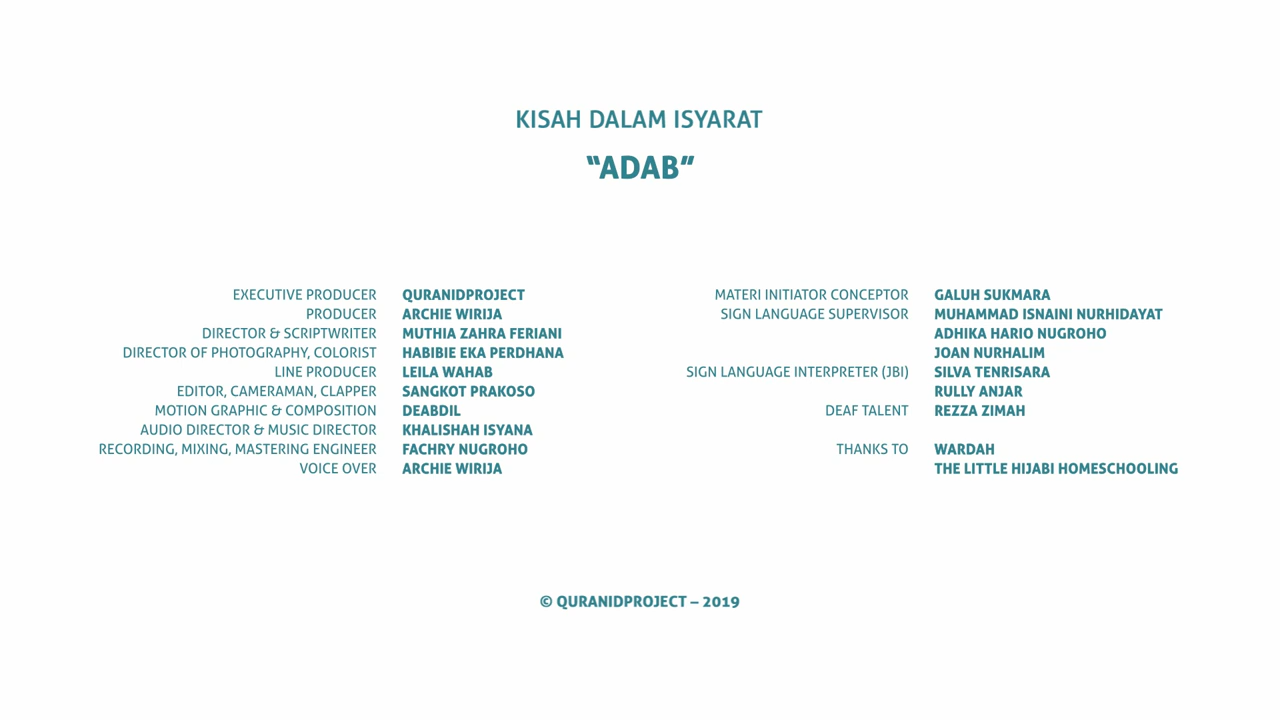 KISAH DALAM ISYARAT
“ADAB”
EXECUTIVE PRODUCER QURANIDPROJECT
PRODUCER ARCHIE WIRIJA
DIRECTOR & SCRIPTWRITER MUTHIA ZAHRA FERIANI
DIRECTOR OF PHOTOGRAPHY, COLORIST HABIBIE EKA PERDHANA
LINE PRODUCER LEILA WAHAB
EDITOR, CAMERAMAN, CLAPPER SANGKOT PRAKOSO
MOTION GRAPHIC & COMPOSITION DEABDIL
AUDIO DIRECTOR & MUSIC DIRECTOR KHALISHAH ISYANA
RECORDING, MIXING, MASTERING ENGINEER FACHRY NUGROHO
VOICE OVER ARCHIE WIRIJA
MATERI INITIATOR CONCEPTOR GALUH SUKMARA
SIGN LANGUAGE SUPERVISOR MUHAMMAD ISNAINI NURHIDAYAT
ADHIKA HARIO NUGROHO
JOAN NURHALIM
SIGN LANGUAGE INTERPRETER (JBI) SILVA TENRISARA
RULLY ANJAR
DEAF TALENT REZZA ZIMAH
THANKS TO WARDAH
THE LITTLE HIJABI HOMESCHOOLING
© QURANIDPROJECT – 2019